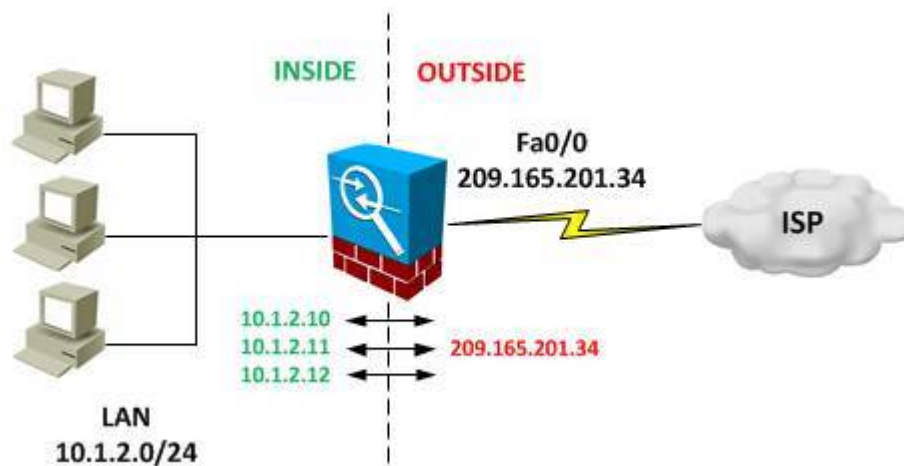 INSIDE OUTSIDE
Fa0/0
209.165.201.34
ISP
10.1.2.10
10.1.2.11 209.165.201.34
10.1.2.12
LAN
10.1.2.0/24